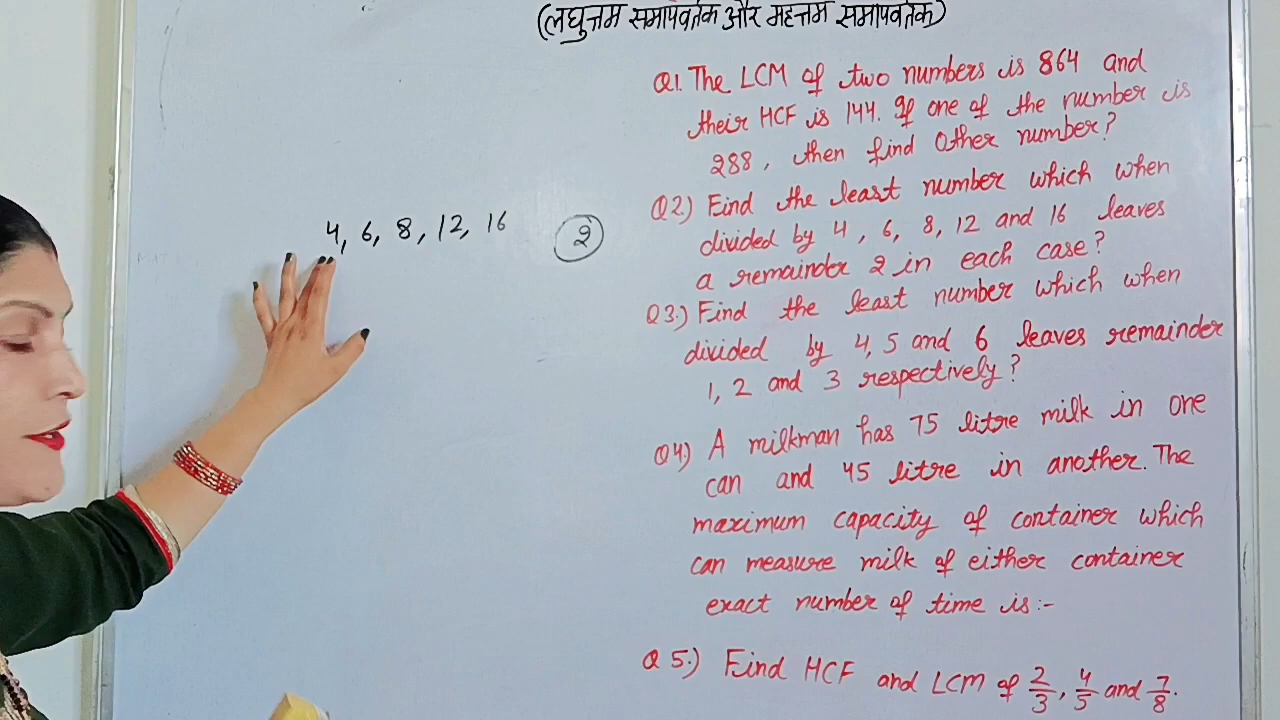 (लघुत्तम समापवर्तक और महत्तम समापवर्तक)
4, 6, 8, 12, 16 2
Q1. The LCM of two numbers is 864 and
their HCF is 144. If one of the number is
288, then find Other number?
Q2.) Find the least number which when
divided by 4, 6, 8, 12 and 16 leaves
a remainder 2 in each case?
Q3.) Find the least number which when
divided by 4, 5 and 6 leaves remainder
1, 2 and 3 respectively?
Q4.) A milkman has 75 litre milk in one
can and 45 litre in another. The
maximum capacity of container which
can measure milk of either container
exact number of time is :-
Q 5.) Find HCF and LCM of 2/3, 4/5 and 7/8.